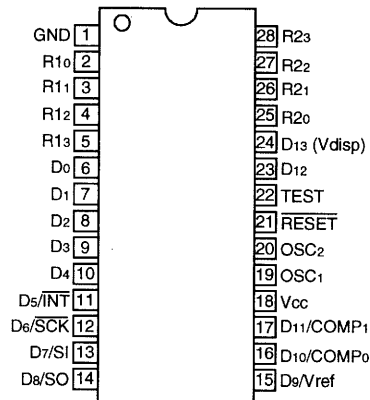 GND 1
R1₀ 2
R1₁ 3
R1₂ 4
R1₃ 5
D₀ 6
D₁ 7
D₂ 8
D₃ 9
D₄ 10
D₅/I̅N̅T̅ 11
D₆/S̅C̅K̅ 12
D₇/SI 13
D₈/SO 14
28 R2₃
27 R2₂
26 R2₁
25 R2₀
24 D₁₃ (Vdisp)
23 D₁₂
22 TEST
21 R̅E̅S̅E̅T̅
20 OSC₂
19 OSC₁
18 Vcc
17 D₁₁/COMP₁
16 D₁₀/COMP₀
15 D₉/Vref